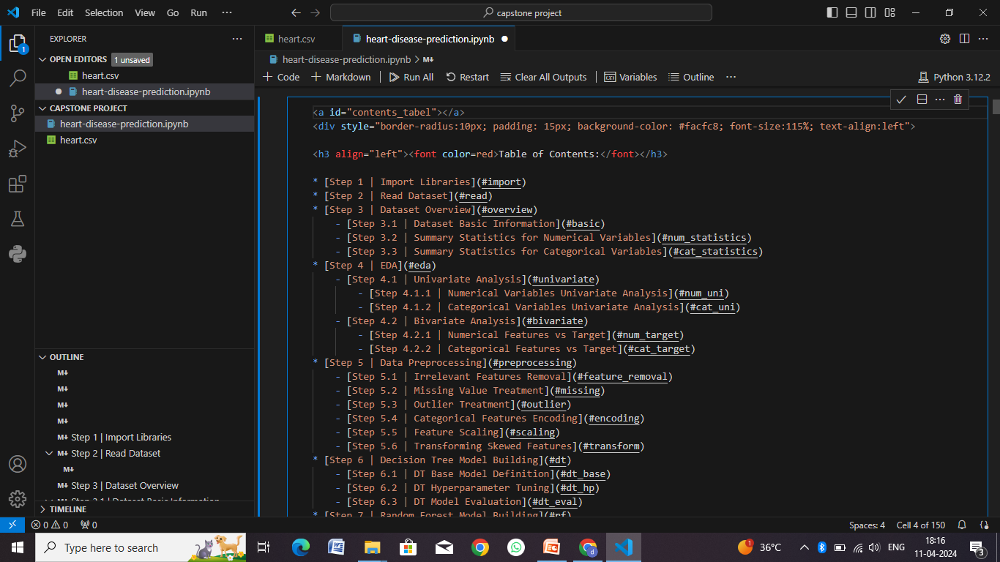 File Edit Selection View Go Run ···
capstone project
EXPLORER ···
OPEN EDITORS 1 unsaved
heart.csv
heart-disease-prediction.ipynb
CAPSTONE PROJECT
heart-disease-prediction.ipynb
heart.csv
OUTLINE
M↓
M↓
M↓
M↓
M↓ Step 1 | Import Libraries
M↓ Step 2 | Read Dataset
M↓
M↓ Step 3 | Dataset Overview
M↓ Step 3.1 | Dataset Basic Information
TIMELINE
heart.csv
heart-disease-prediction.ipynb
heart-disease-prediction.ipynb > M↓
+ Code + Markdown Run All Restart Clear All Outputs Variables Outline ··· Python 3.12.2
<a id="contents_tabel"></a>
<div style="border-radius:10px; padding: 15px; background-color: #facfc8; font-size:115%; text-align:left">
<h3 align="left"><font color=red>Table of Contents:</font></h3>
* [Step 1 | Import Libraries](#import)
* [Step 2 | Read Dataset](#read)
* [Step 3 | Dataset Overview](#overview)
- [Step 3.1 | Dataset Basic Information](#basic)
- [Step 3.2 | Summary Statistics for Numerical Variables](#num_statistics)
- [Step 3.3 | Summary Statistics for Categorical Variables](#cat_statistics)
* [Step 4 | EDA](#eda)
- [Step 4.1 | Univariate Analysis](#univariate)
- [Step 4.1.1 | Numerical Variables Univariate Analysis](#num_uni)
- [Step 4.1.2 | Categorical Variables Univariate Analysis](#cat_uni)
- [Step 4.2 | Bivariate Analysis](#bivariate)
- [Step 4.2.1 | Numerical Features vs Target](#num_target)
- [Step 4.2.2 | Categorical Features vs Target](#cat_target)
* [Step 5 | Data Preprocessing](#preprocessing)
- [Step 5.1 | Irrelevant Features Removal](#feature_removal)
- [Step 5.2 | Missing Value Treatment](#missing)
- [Step 5.3 | Outlier Treatment](#outlier)
- [Step 5.4 | Categorical Features Encoding](#encoding)
- [Step 5.5 | Feature Scaling](#scaling)
- [Step 5.6 | Transforming Skewed Features](#transform)
* [Step 6 | Decision Tree Model Building](#dt)
- [Step 6.1 | DT Base Model Definition](#dt_base)
- [Step 6.2 | DT Hyperparameter Tuning](#dt_hp)
- [Step 6.3 | DT Model Evaluation](#dt_eval)
* [Step 7 | Random Forest Model Building](#rf)
0 0 0 Spaces: 4 Cell 4 of 150
Type here to search
1 36°C ENG 18:16
11-04-2024 3